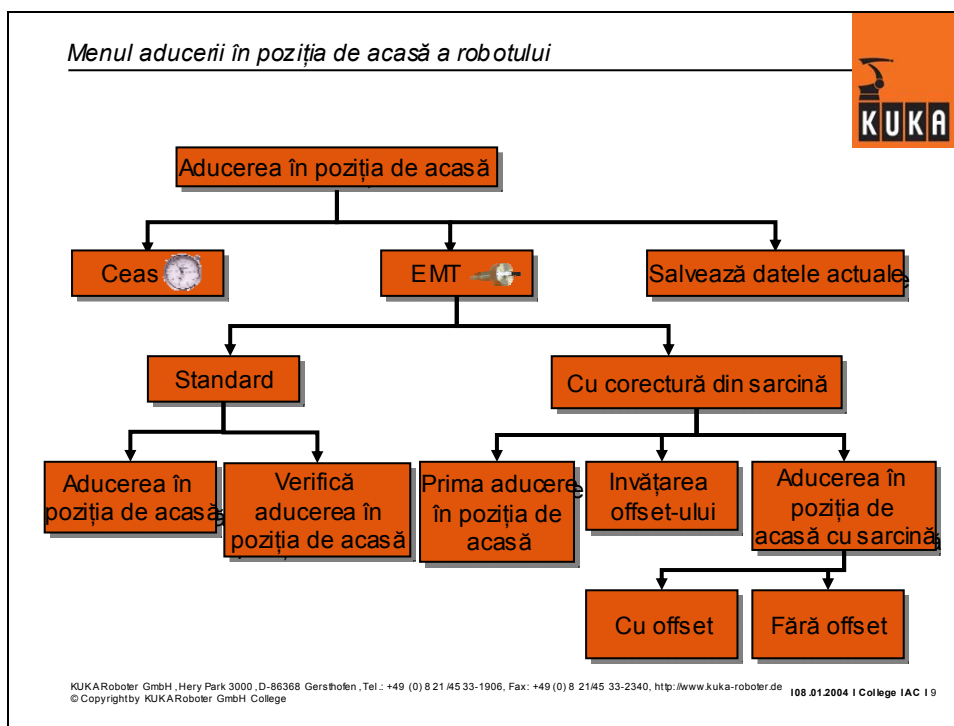 Menul aducerii în poziția de acasă a robotului
KUKA
Aducerea în poziția de acasă
Ceas
EMT
Salvează datele actuale
Standard
Cu corectură din sarcină
Aducerea în
poziția de acasă
Verifică
aducerea în
poziția de acasă
Prima aducere
în poziția de
acasă
Invățarea
offset-ului
Aducerea în
poziția de
acasă cu sarcină
Cu offset
Fără offset
KUKA Roboter GmbH, Hery Park 3000, D-86368 Gersthofen, Tel.: +49 (0) 8 21 /45 33-1906, Fax: +49 (0) 8 21/45 33-2340, http://www.kuka-roboter.de
© Copyright by KUKA Roboter GmbH College
I08.01.2004 I College IAC I 9